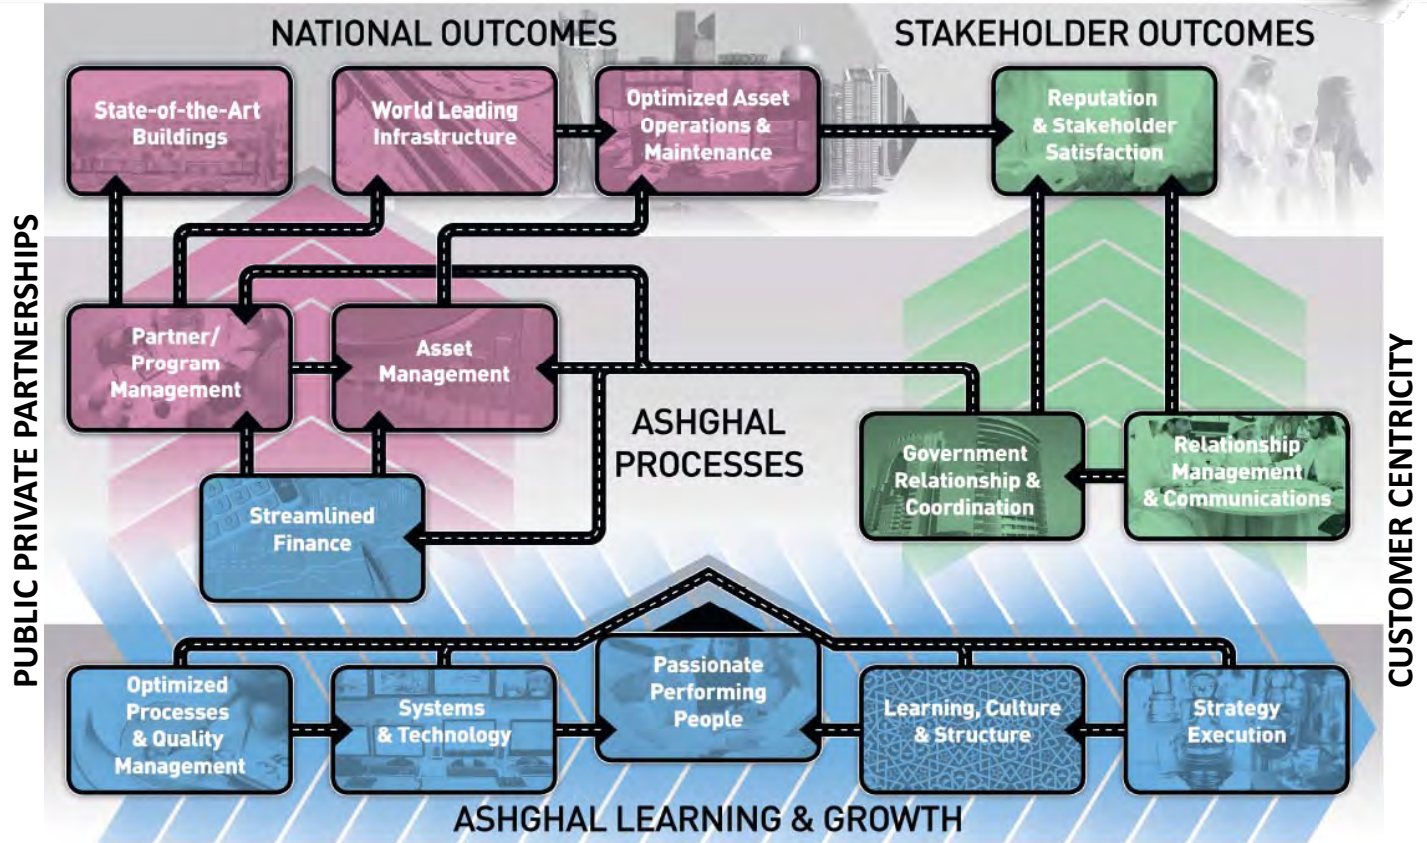 NATIONAL OUTCOMES
STAKEHOLDER OUTCOMES
State-of-the-Art
Buildings
World Leading
Infrastructure
Optimized Asset
Operations &
Maintenance
Reputation
& Stakeholder
Satisfaction
PUBLIC PRIVATE PARTNERSHIPS
Partner/
Program
Management
Asset
Management
ASHGHAL
PROCESSES
Government
Relationship &
Coordination
Relationship
Management
& Communications
CUSTOMER CENTRICITY
Streamlined
Finance
Optimized
Processes
& Quality
Management
Systems
& Technology
Passionate
Performing
People
Learning, Culture
& Structure
Strategy
Execution
ASHGHAL LEARNING & GROWTH